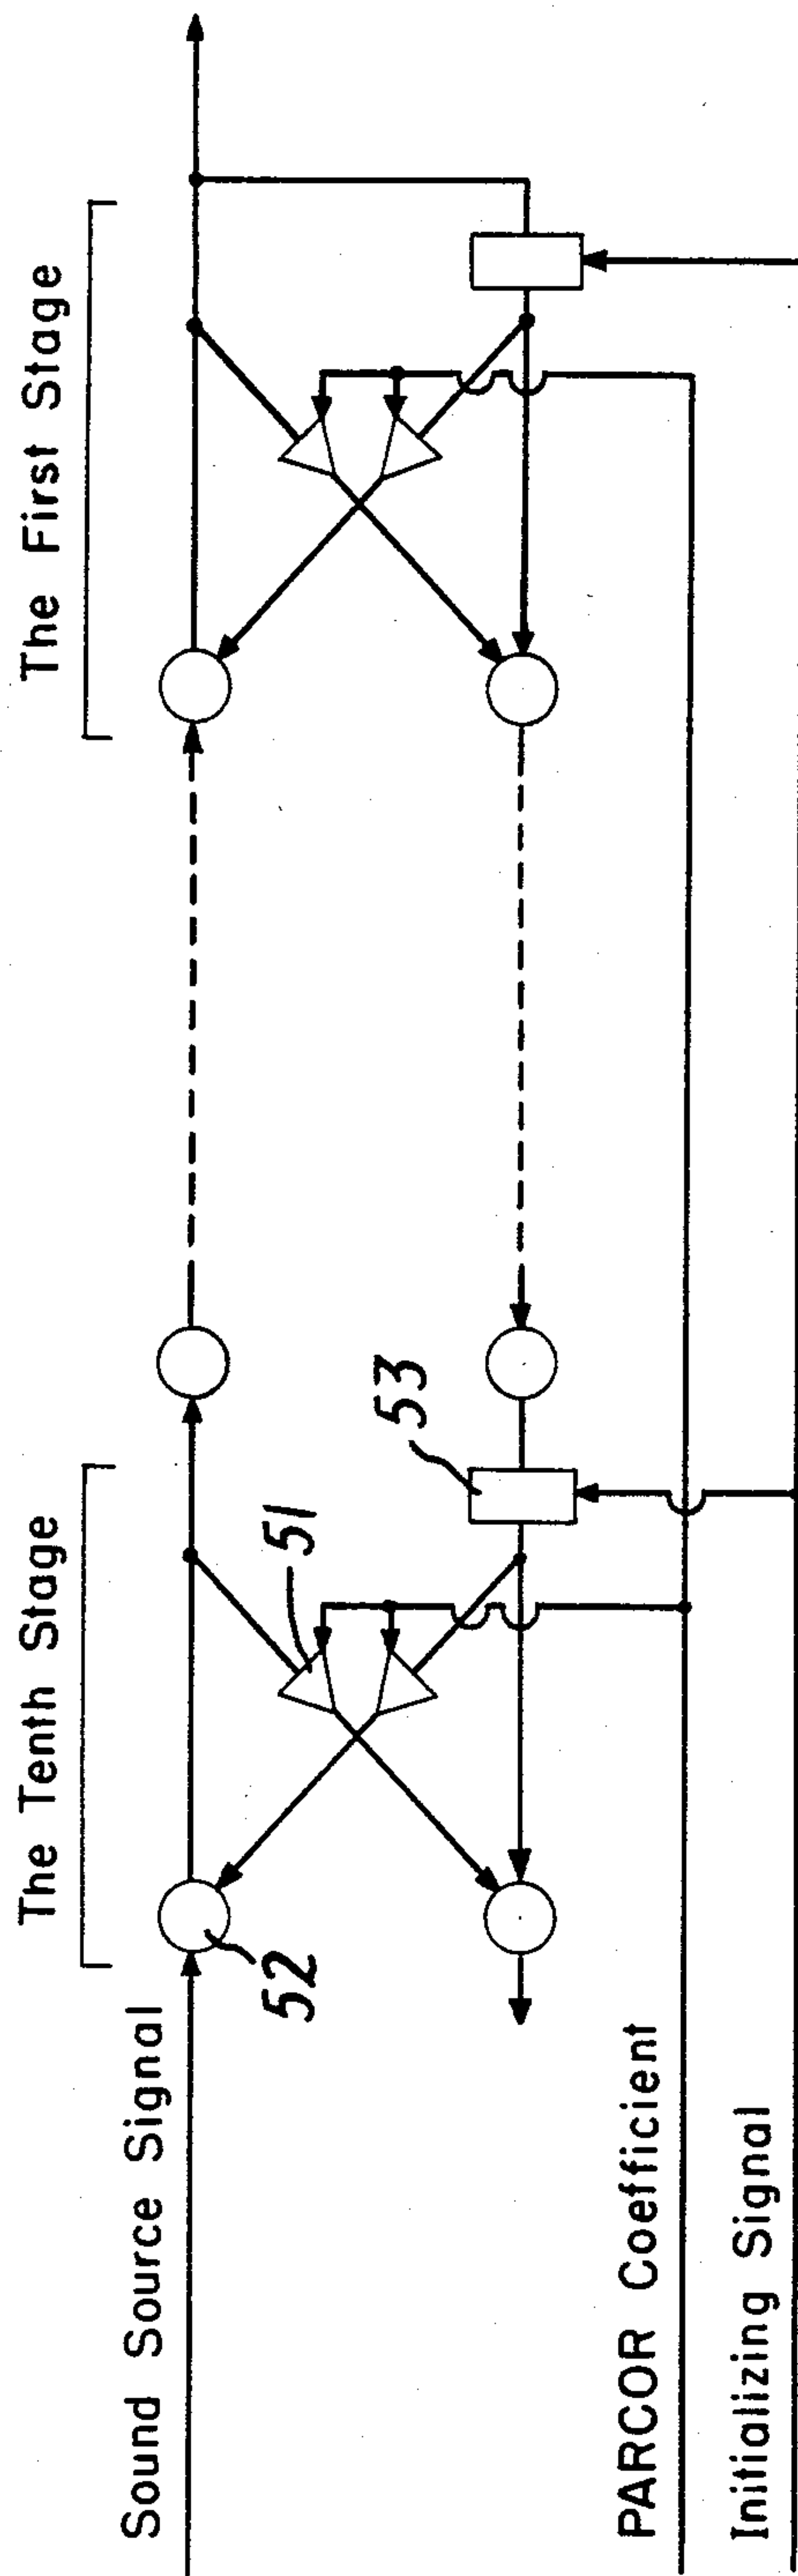 The Tenth Stage
The First Stage
Sound Source Signal
52
51
53
PARCOR Coefficient
Initializing Signal